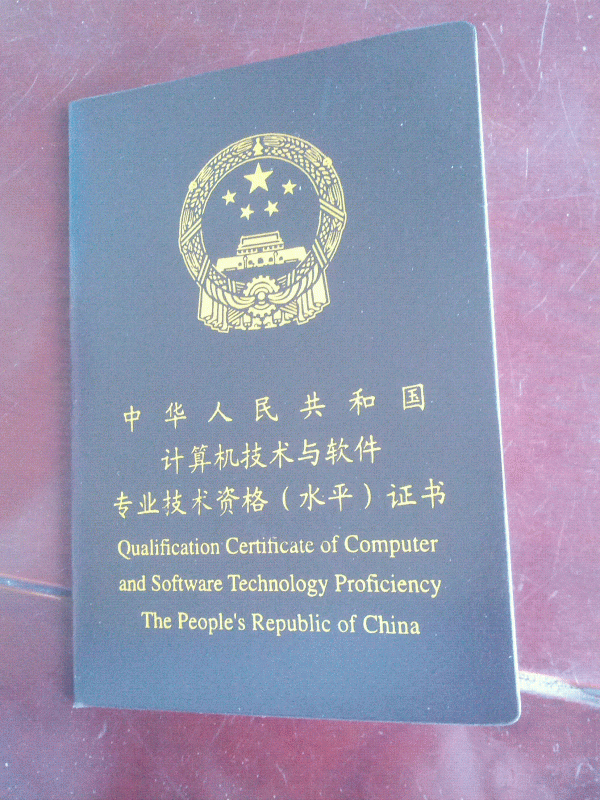 中华人民共和国
计算机技术与软件
专业技术资格（水平）证书
Qualification Certificate of Computer
and Software Technology Proficiency
The People's Republic of China